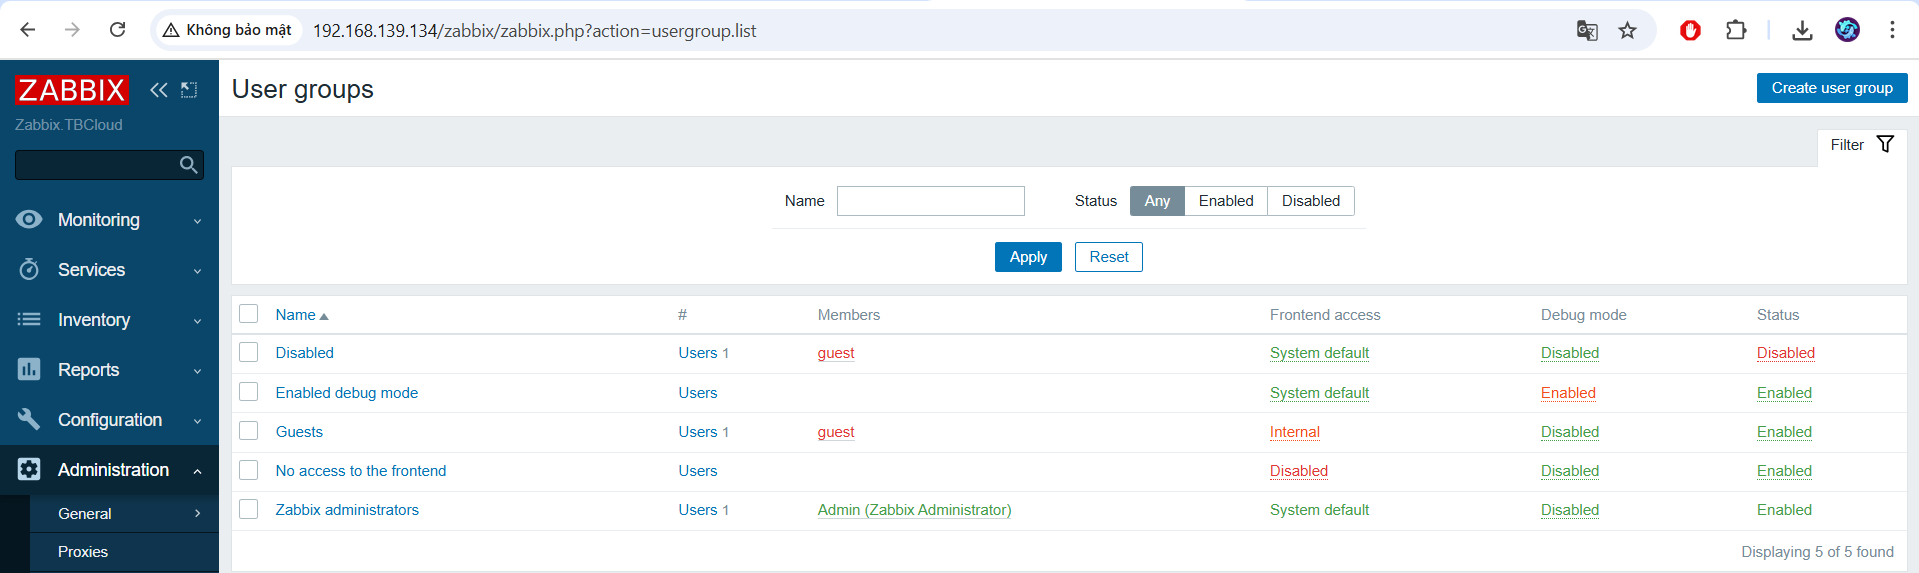 Không bảo mật 192.168.139.134/zabbix/zabbix.php?action=usergroup.list
ZABBIX
Zabbix.TBCloud
Monitoring
Services
Inventory
Reports
Configuration
Administration
General
Proxies
User groups
Create user group
Filter
Name Status Any Enabled Disabled
Apply Reset
Name # Members Frontend access Debug mode Status
Disabled Users 1 guest System default Disabled Disabled
Enabled debug mode Users System default Enabled Enabled
Guests Users 1 guest Internal Disabled Enabled
No access to the frontend Users Disabled Disabled Enabled
Zabbix administrators Users 1 Admin (Zabbix Administrator) System default Disabled Enabled
Displaying 5 of 5 found